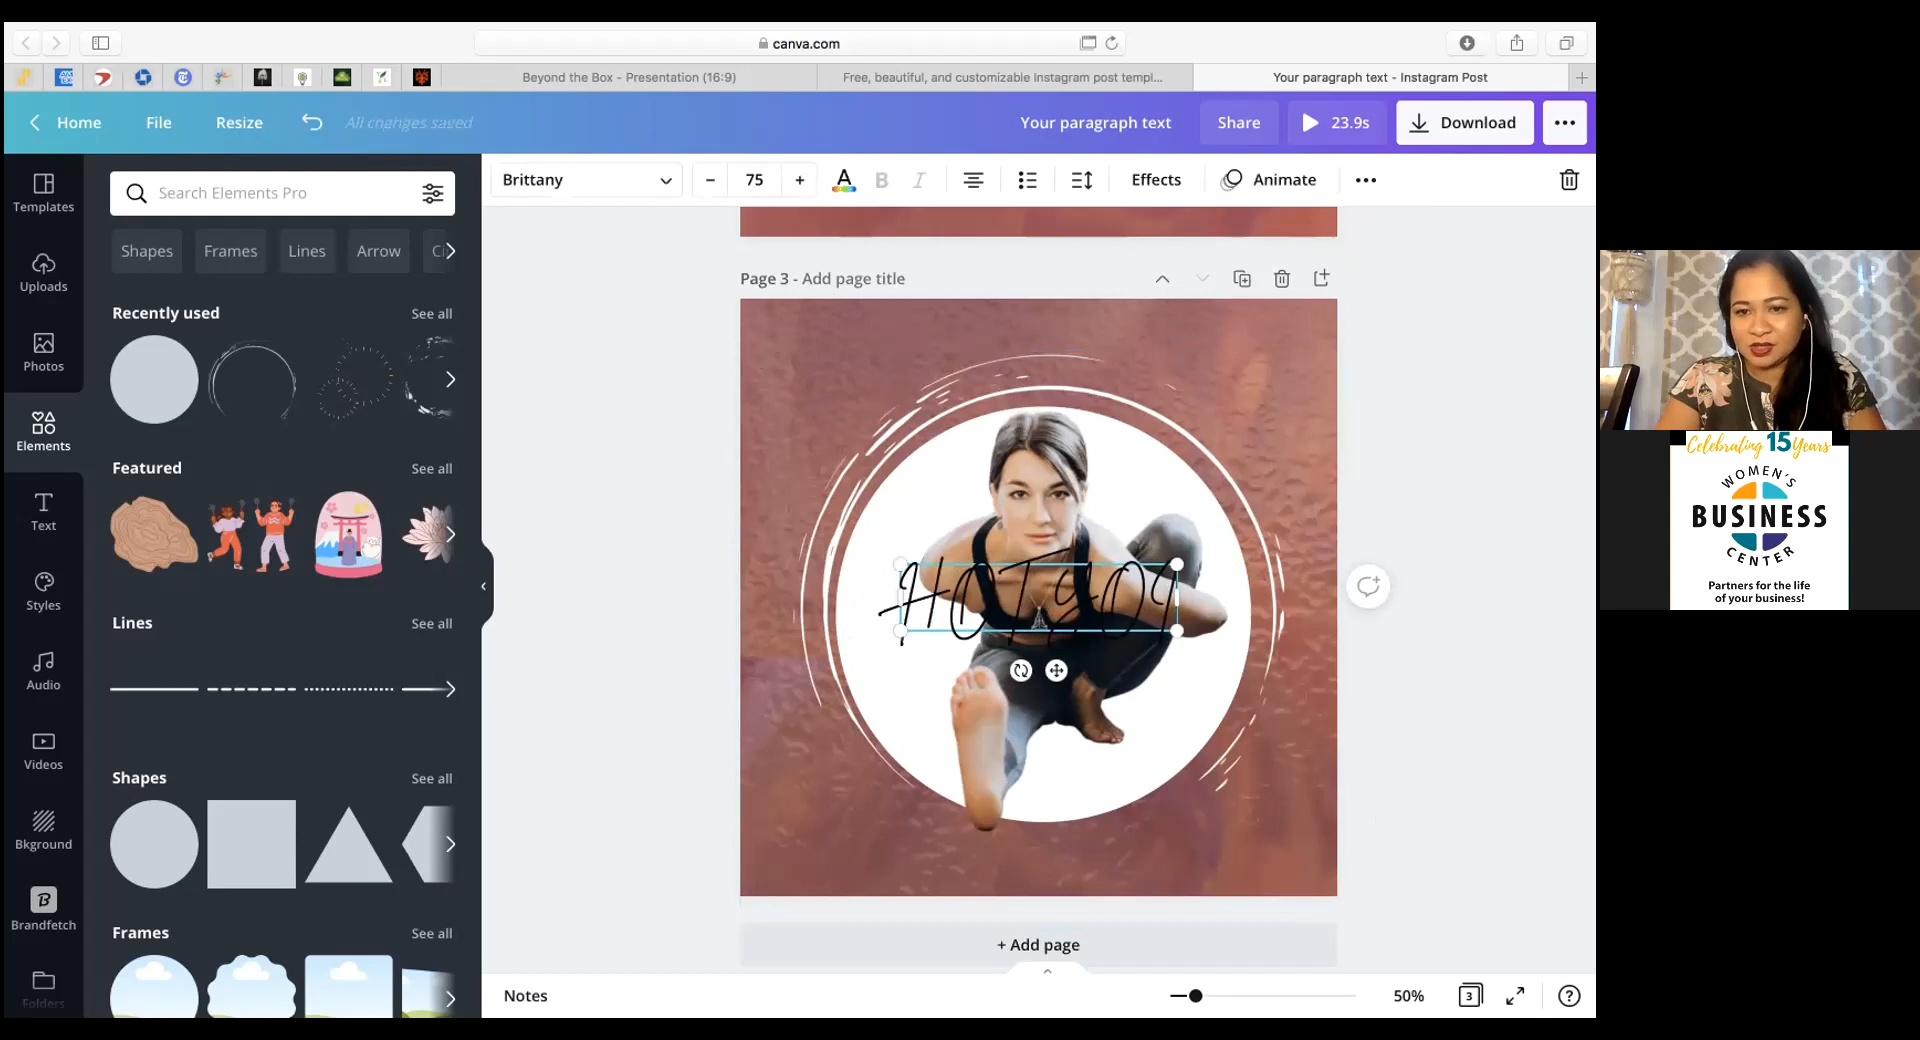 canva.com
Beyond the Box - Presentation (16:9)
Free, beautiful, and customizable Instagram post templ...
Your paragraph text - Instagram Post
Home
File
Resize
All changes saved
Your paragraph text
Share
23.9s
Download
Templates
Uploads
Photos
Elements
Text
Styles
Audio
Videos
Bkground
Brandfetch
Folders
Search Elements Pro
Shapes
Frames
Lines
Arrow
Ci
Recently used
See all
Featured
See all
Lines
See all
Shapes
See all
Frames
See all
Brittany
75
Effects
Animate
Page 3 - Add page title
HOTYOG
+ Add page
Notes
50%
3
Celebrating 15 Years
WOMEN'S
BUSINESS
CENTER
Partners for the life
of your business!